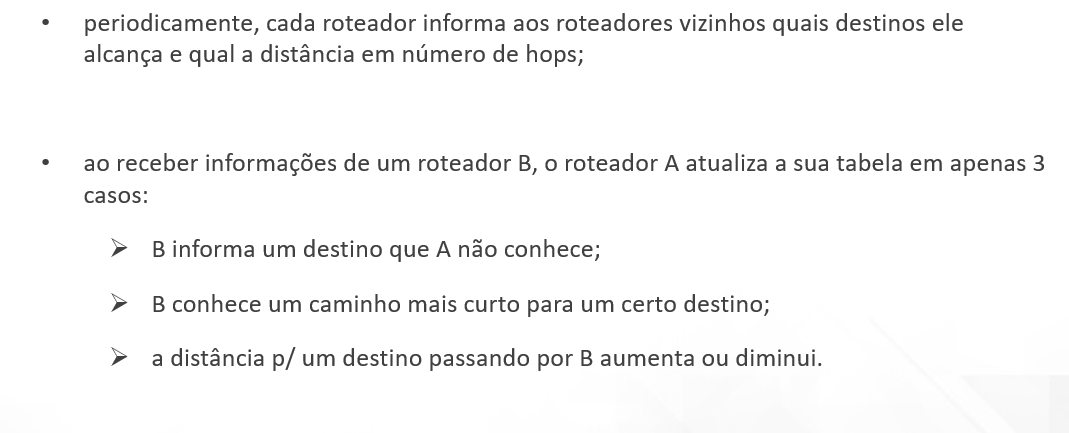 • periodicamente, cada roteador informa aos roteadores vizinhos quais destinos ele
alcança e qual a distância em número de hops;
• ao receber informações de um roteador B, o roteador A atualiza a sua tabela em apenas 3
casos:
➢ B informa um destino que A não conhece;
➢ B conhece um caminho mais curto para um certo destino;
➢ a distância p/ um destino passando por B aumenta ou diminui.